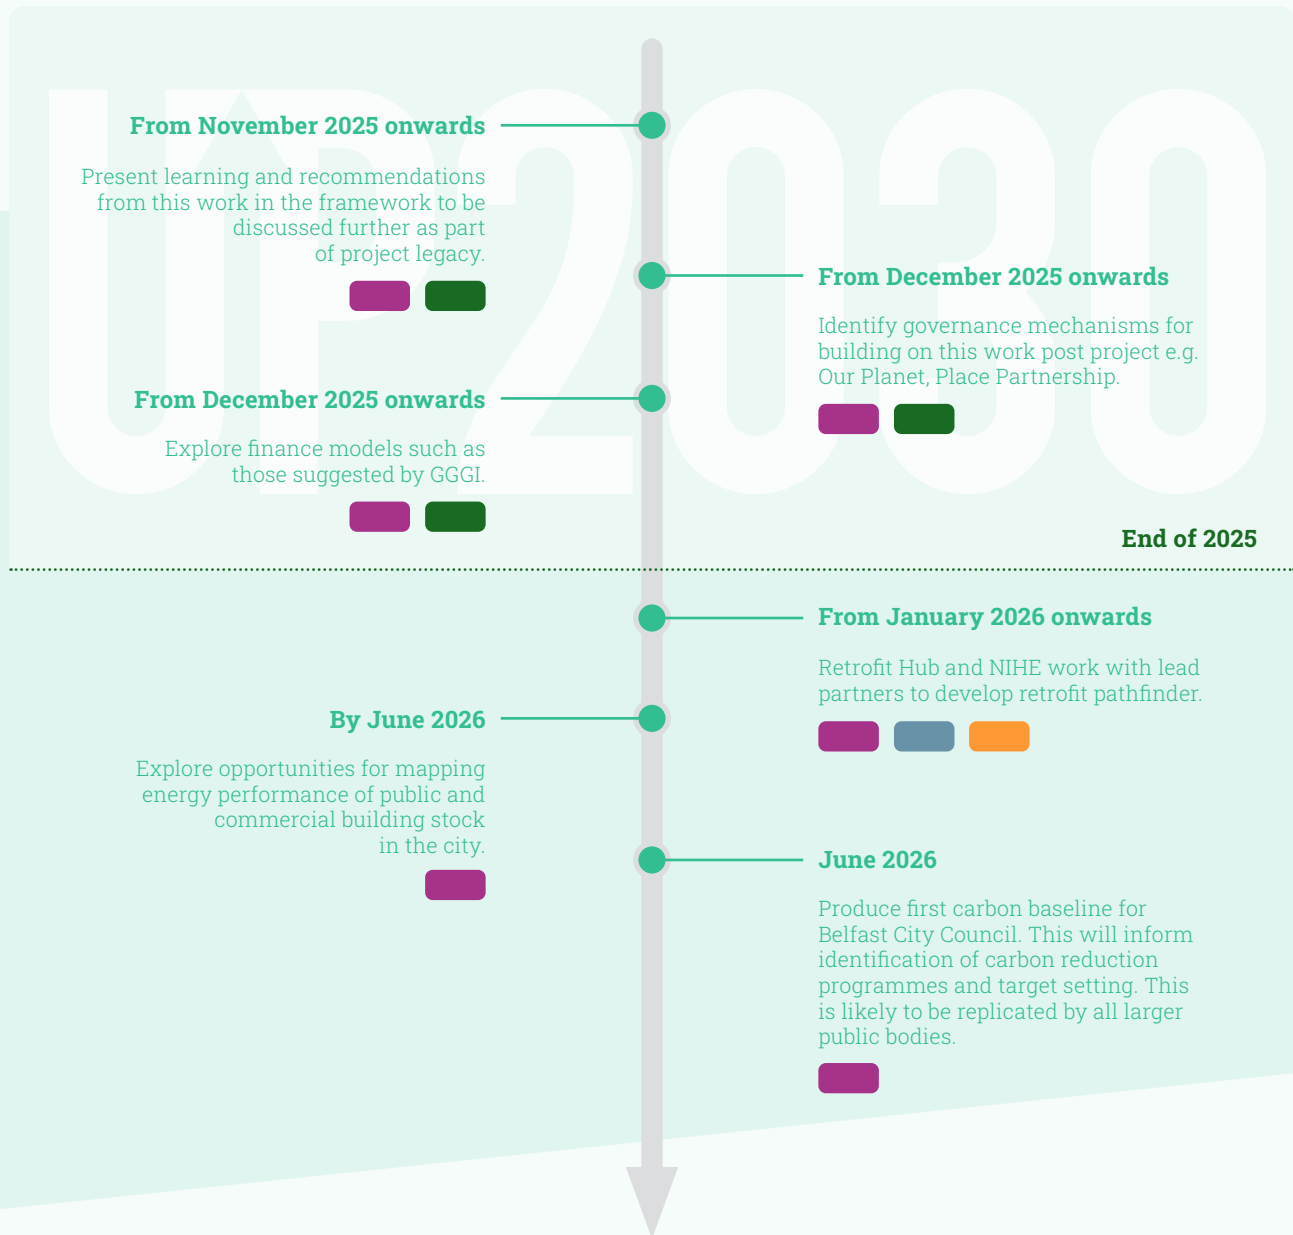 UP2030
From November 2025 onwards
Present learning and recommendations
from this work in the framework to be
discussed further as part
of project legacy.
From December 2025 onwards
Identify governance mechanisms for
building on this work post project e.g.
Our Planet, Place Partnership.
From December 2025 onwards
Explore finance models such as
those suggested by GGGI.
End of 2025
From January 2026 onwards
Retrofit Hub and NIHE work with lead
partners to develop retrofit pathfinder.
By June 2026
Explore opportunities for mapping
energy performance of public and
commercial building stock
in the city.
June 2026
Produce first carbon baseline for
Belfast City Council. This will inform
identification of carbon reduction
programmes and target setting. This
is likely to be replicated by all larger
public bodies.